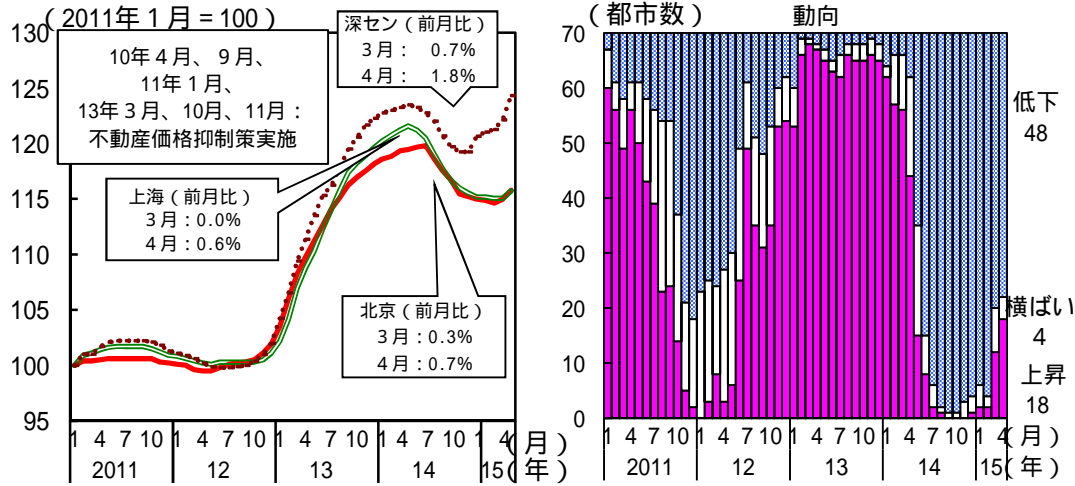 （2011年１月＝100）
130
125
120
115
110
105
100
95
10年４月、９月、
11年１月、
13年３月、10月、11月：
不動産価格抑制策実施
深セン（前月比）
３月： 0.7%
４月： 1.8%
上海（前月比）
３月：0.0%
４月：0.6%
北京（前月比）
３月：0.3%
４月：0.7%
1 4 7 10 1 4 7 10 1 4 7 10 1 4 7 10 1 4 （月）
2011 12 13 14 15 （年）
（都市数） 動向
70
60
50
40
30
20
10
0
低下
48
横ばい
4
上昇
18
1 4 7 10 1 4 7 10 1 4 7 10 1 4 7 10 1 4 （月）
2011 12 13 14 15 （年）